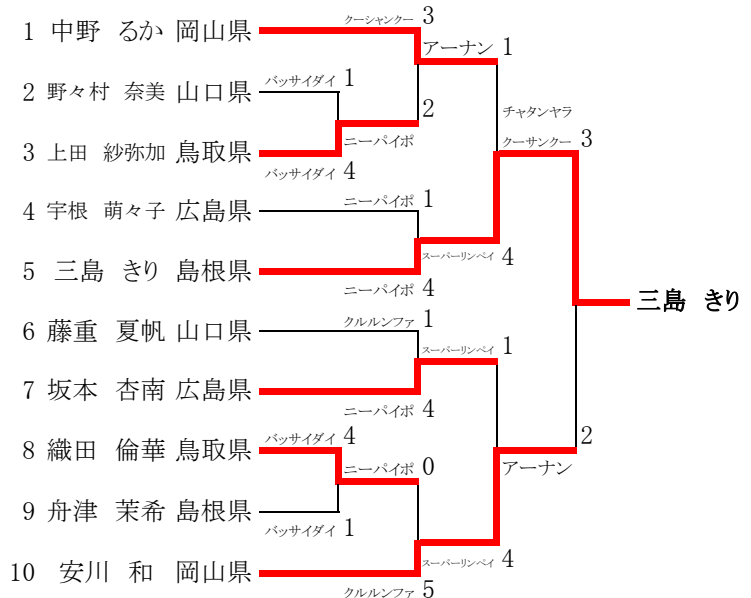 クーシャンクー 3
1 中野 るか 岡山県
アーナン 1
バッサイダイ 1
2 野々村 奈美 山口県
2
チャタンヤラ
ニーパイポ
クーサンクー 3
3 上田 紗弥加 鳥取県
バッサイダイ 4
ニーパイポ 1
4 宇根 萌々子 広島県
スーパーリンペイ 4
5 三島 きり 島根県
ニーパイポ 4
三島 きり
クルルンファ 1
6 藤重 夏帆 山口県
スーパーリンペイ 1
7 坂本 杏南 広島県
ニーパイポ 4
バッサイダイ 4
2
8 織田 倫華 鳥取県
ニーパイポ 0
アーナン
9 舟津 茉希 島根県
バッサイダイ 1
スーパーリンペイ 4
10 安川 和 岡山県
クルルンファ 5